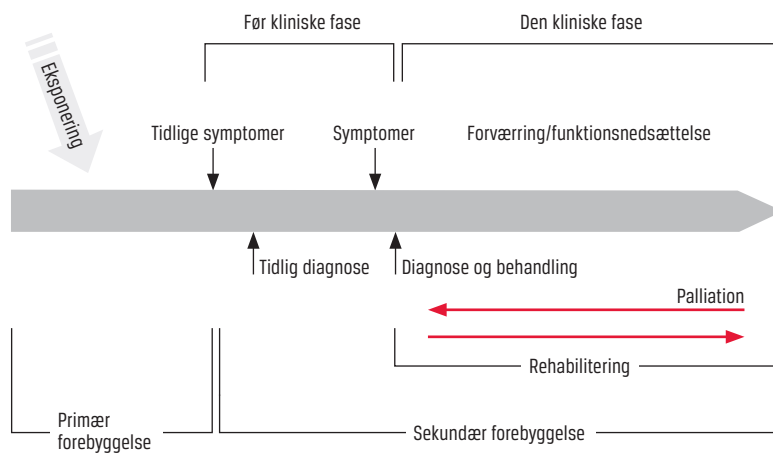 Før kliniske fase
Den kliniske fase
Eksponering
Tidlige symptomer
Symptomer
Forværring/funktionsnedsættelse
Tidlig diagnose
Diagnose og behandling
Palliation
Rehabilitering
Primær
forebyggelse
Sekundær forebyggelse